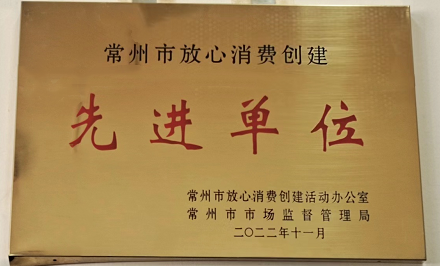 常州市放心消费创建
先进单位
常州市放心消费创建活动办公室
常州市市场监督管理局
二〇二二年十一月